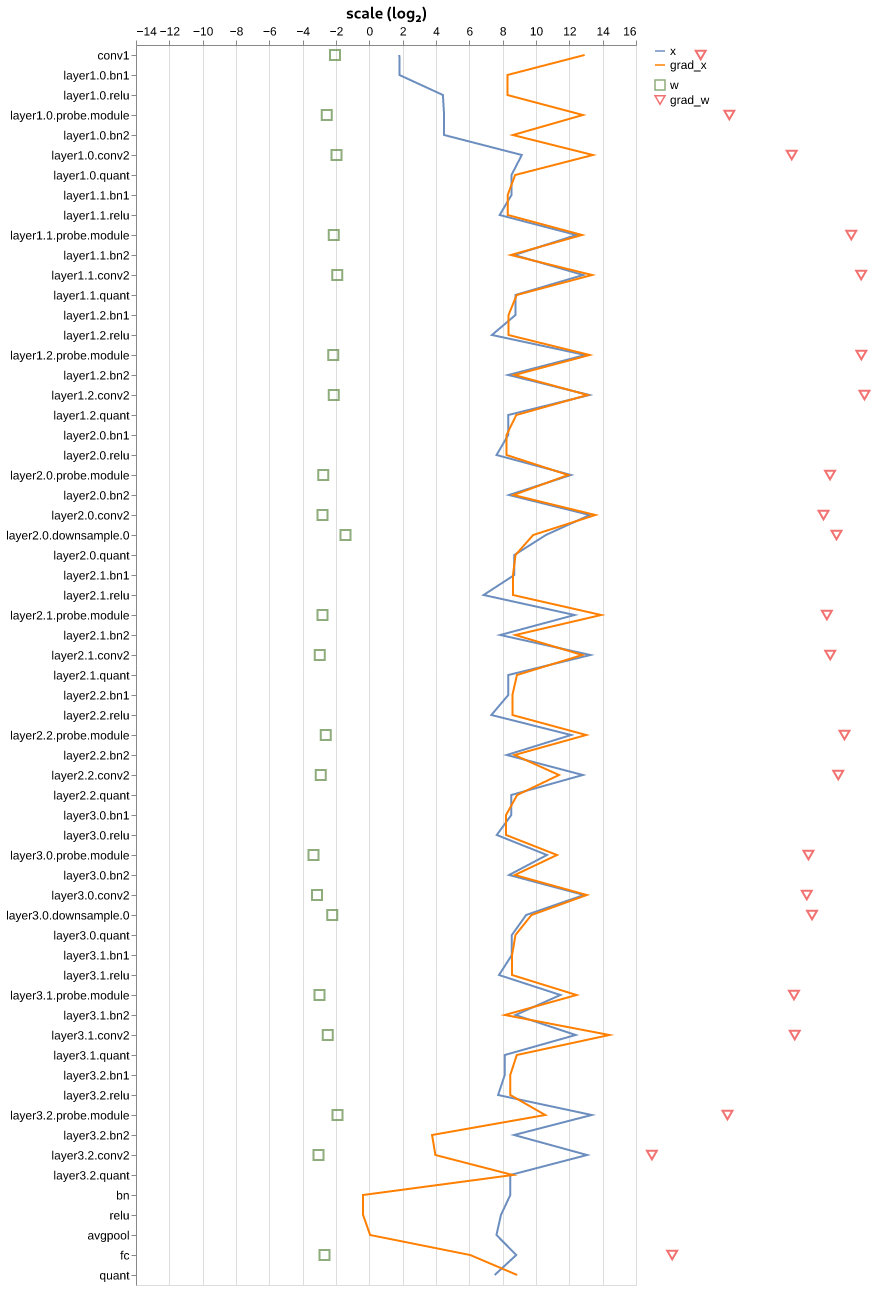 scale (log₂)
−14 −12 −10 −8 −6 −4 −2 0 2 4 6 8 10 12 14 16
x
grad_x
w
grad_w
conv1
layer1.0.bn1
layer1.0.relu
layer1.0.probe.module
layer1.0.bn2
layer1.0.conv2
layer1.0.quant
layer1.1.bn1
layer1.1.relu
layer1.1.probe.module
layer1.1.bn2
layer1.1.conv2
layer1.1.quant
layer1.2.bn1
layer1.2.relu
layer1.2.probe.module
layer1.2.bn2
layer1.2.conv2
layer1.2.quant
layer2.0.bn1
layer2.0.relu
layer2.0.probe.module
layer2.0.bn2
layer2.0.conv2
layer2.0.downsample.0
layer2.0.quant
layer2.1.bn1
layer2.1.relu
layer2.1.probe.module
layer2.1.bn2
layer2.1.conv2
layer2.1.quant
layer2.2.bn1
layer2.2.relu
layer2.2.probe.module
layer2.2.bn2
layer2.2.conv2
layer2.2.quant
layer3.0.bn1
layer3.0.relu
layer3.0.probe.module
layer3.0.bn2
layer3.0.conv2
layer3.0.downsample.0
layer3.0.quant
layer3.1.bn1
layer3.1.relu
layer3.1.probe.module
layer3.1.bn2
layer3.1.conv2
layer3.1.quant
layer3.2.bn1
layer3.2.relu
layer3.2.probe.module
layer3.2.bn2
layer3.2.conv2
layer3.2.quant
bn
relu
avgpool
fc
quant